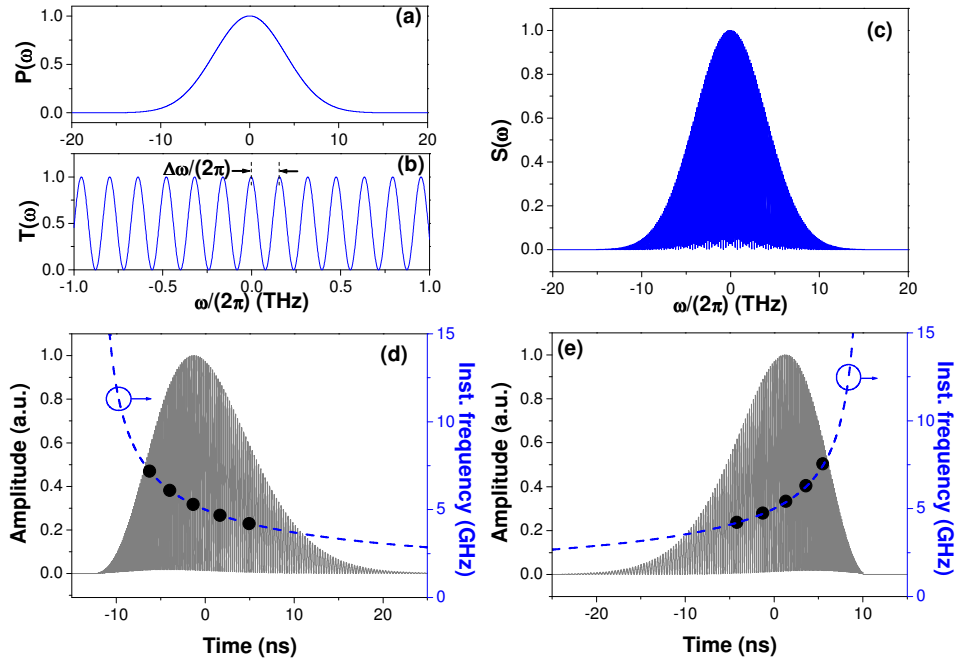 (a)
P(ω)
1.0
0.5
0.0
-20 -10 0 10 20
(b)
Δω/(2π)
T(ω)
1.0
0.5
0.0
-1.0 -0.5 0.0 0.5 1.0
ω/(2π) (THz)
(c)
S(ω)
1.0
0.8
0.6
0.4
0.2
0.0
-20 -10 0 10 20
ω/(2π) (THz)
(d)
Amplitude (a.u.)
1.0
0.8
0.6
0.4
0.2
0.0
-10 0 10 20
Time (ns)
15
10
5
0
Inst. frequency (GHz)
(e)
Amplitude (a.u.)
1.0
0.8
0.6
0.4
0.2
0.0
-20 -10 0 10
Time (ns)
15
10
5
0
Inst. frequency (GHz)